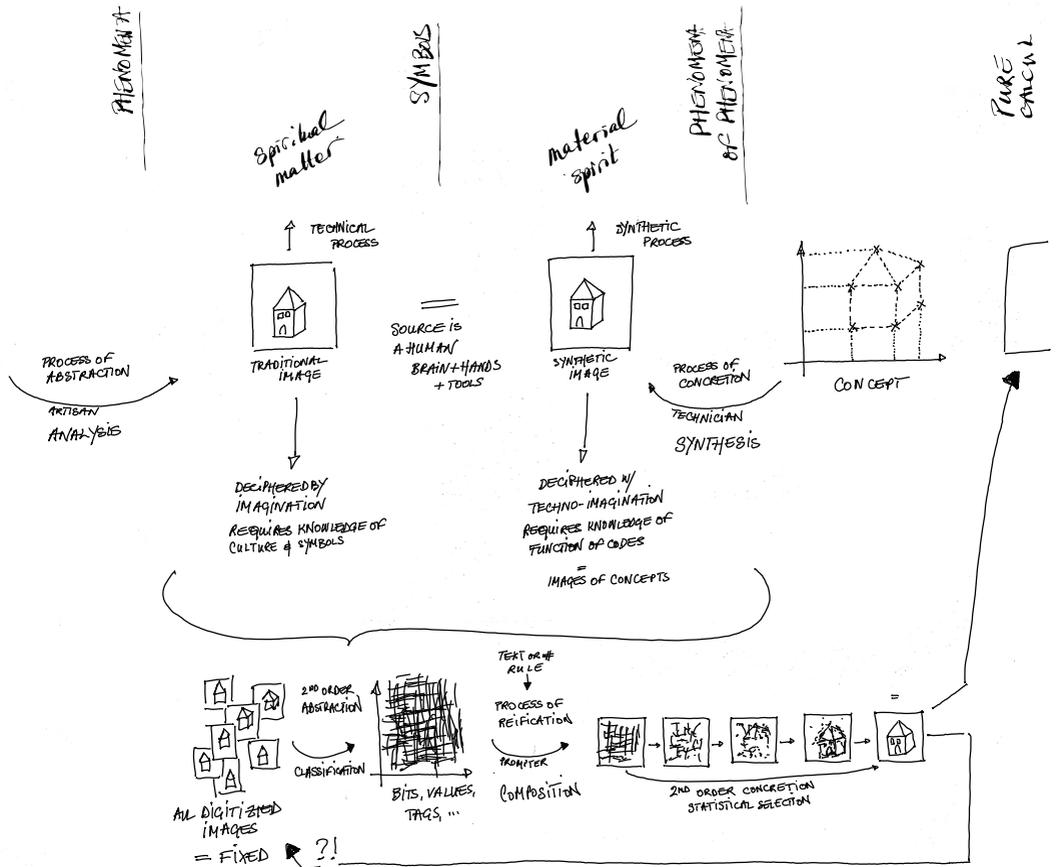 PHENOMENA
SYMBOLS
PHENOMENA
OF PHENOMENA
PURE
spiritual
matter
material
spirit
TECHNICAL
PROCESS
SYNTHETIC
PROCESS
PROCESS OF
ABSTRACTION
ARTISAN
ANALYSIS
TRADITIONAL
IMAGE
=
SOURCE IS
A HUMAN
BRAIN+HANDS
+ TOOLS
SYNTHETIC
IMAGE
PROCESS OF
CONCRETION
TECHNICIAN
SYNTHESIS
CONCEPT
DECIPHERED BY
IMAGINATION
REQUIRES KNOWLEDGE OF
CULTURE & SYMBOLS
DECIPHERED W/
TECHNO-IMAGINATION
REQUIRES KNOWLEDGE OF
FUNCTION OF CODES
=
IMAGES OF CONCEPTS
2ND ORDER
ABSTRACTION
CLASSIFICATION
ALL DIGITIZED
IMAGES
= FIXED
?!
BITS, VALUES,
TAGS, ...
TEXT OR #
RULE
PROCESS OF
REIFICATION
PROMPTER
COMPOSITION
2ND ORDER CONCRETION
STATISTICAL SELECTION
=